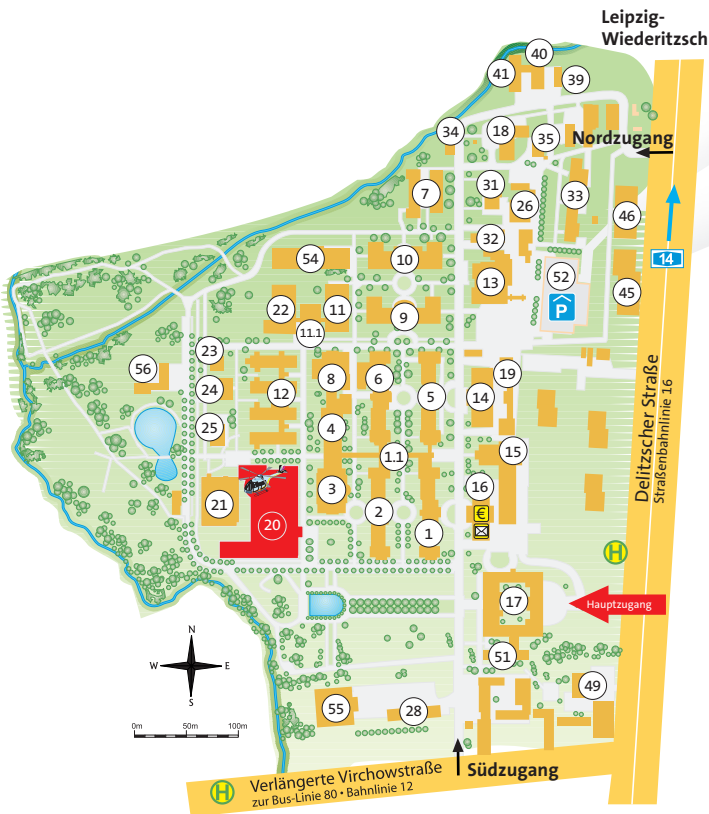 Leipzig-
Wiederitzsch
40
41
39
34
18
35
Nordzugang
7
31
26
33
46
32
54
10
13
52
14
P
45
22
11
9
11.1
23
56
8
6
19
24
12
5
14
25
4
1.1
15
3
16
21
20
2
1
€
H
17
Hauptzugang
Delitzscher Straße
Straßenbahnlinie 16
N
W
E
S
51
49
55
28
0m 50m 100m
Südzugang
H
Verlängerte Virchowstraße
zur Bus-Linie 80 • Bahnlinie 12